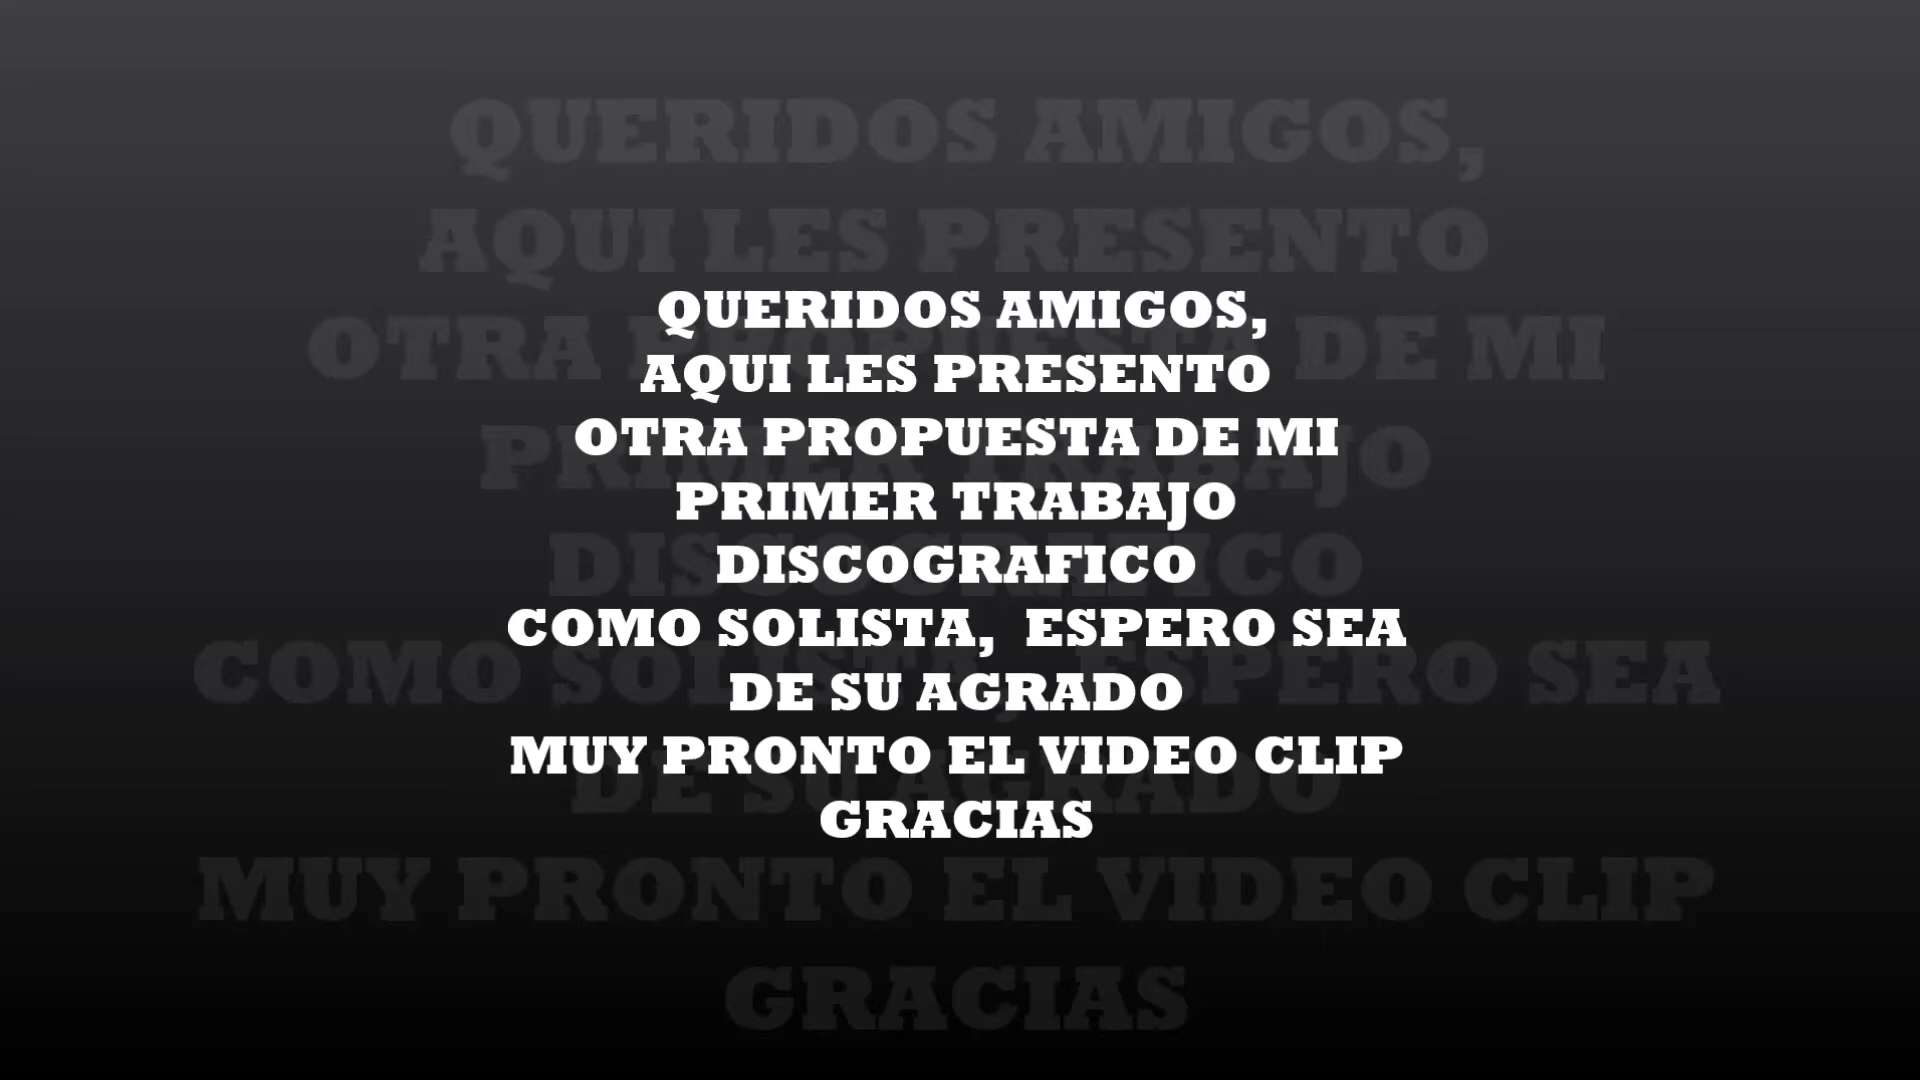 QUERIDOS AMIGOS,
AQUI LES PRESENTO
OTRA PROPUESTA DE MI
PRIMER TRABAJO
DISCOGRAFICO
COMO SOLISTA, ESPERO SEA
DE SU AGRADO
MUY PRONTO EL VIDEO CLIP
GRACIAS